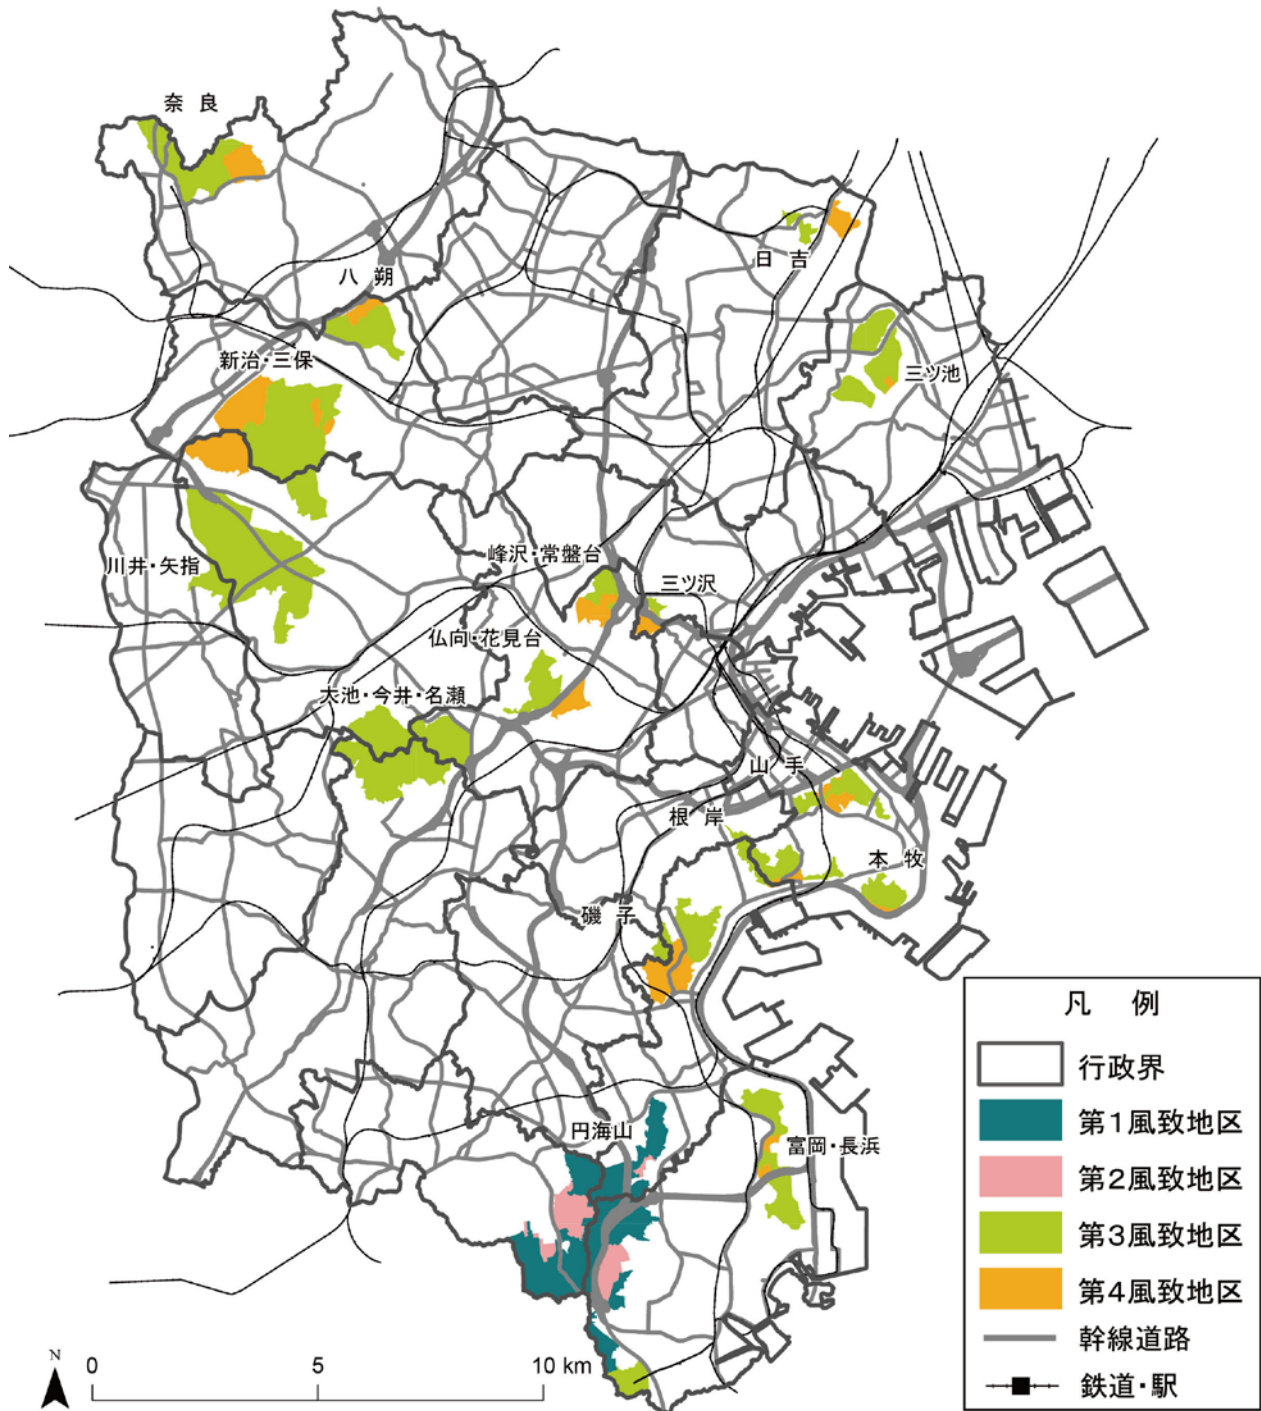 奈良
八朔
日吉
新治・三保
三ツ池
川井・矢指
峰沢・常盤台
三ツ沢
仏向・花見台
大池・今井・名瀬
山手
根岸
本牧
磯子
円海山
富岡・長浜
凡例
行政界
第1風致地区
第2風致地区
第3風致地区
第4風致地区
幹線道路
鉄道・駅
N
0 5 10 km